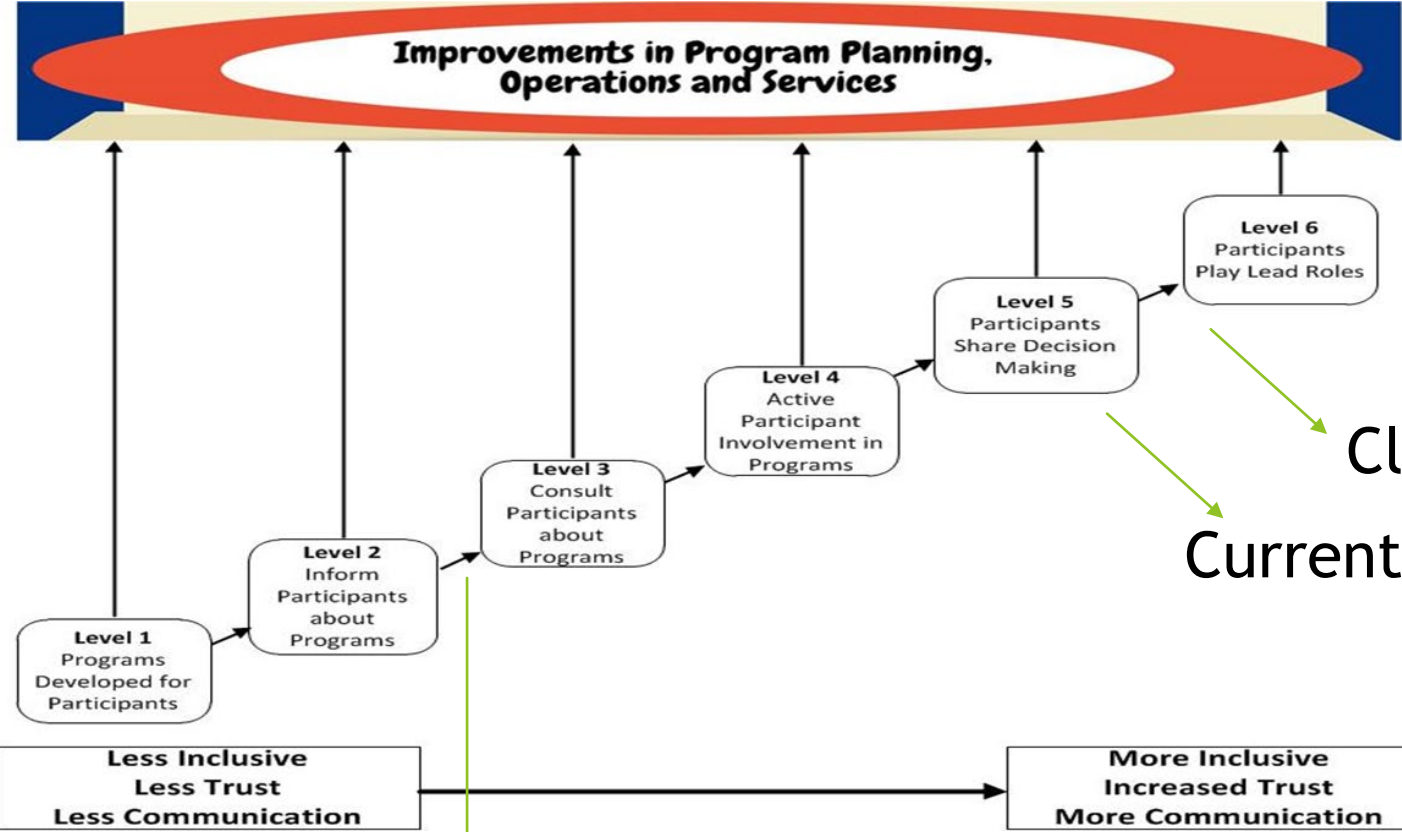 Improvements in Program Planning,
Operations and Services
Level 6
Participants
Play Lead Roles
Level 5
Participants
Share Decision
Making
Level 4
Active
Participant
Involvement in
Programs
Level 3
Consult
Participants
about
Programs
Level 2
Inform
Participants
about
Programs
Level 1
Programs
Developed for
Participants
Cl
Current
Less Inclusive
Less Trust
Less Communication
More Inclusive
Increased Trust
More Communication